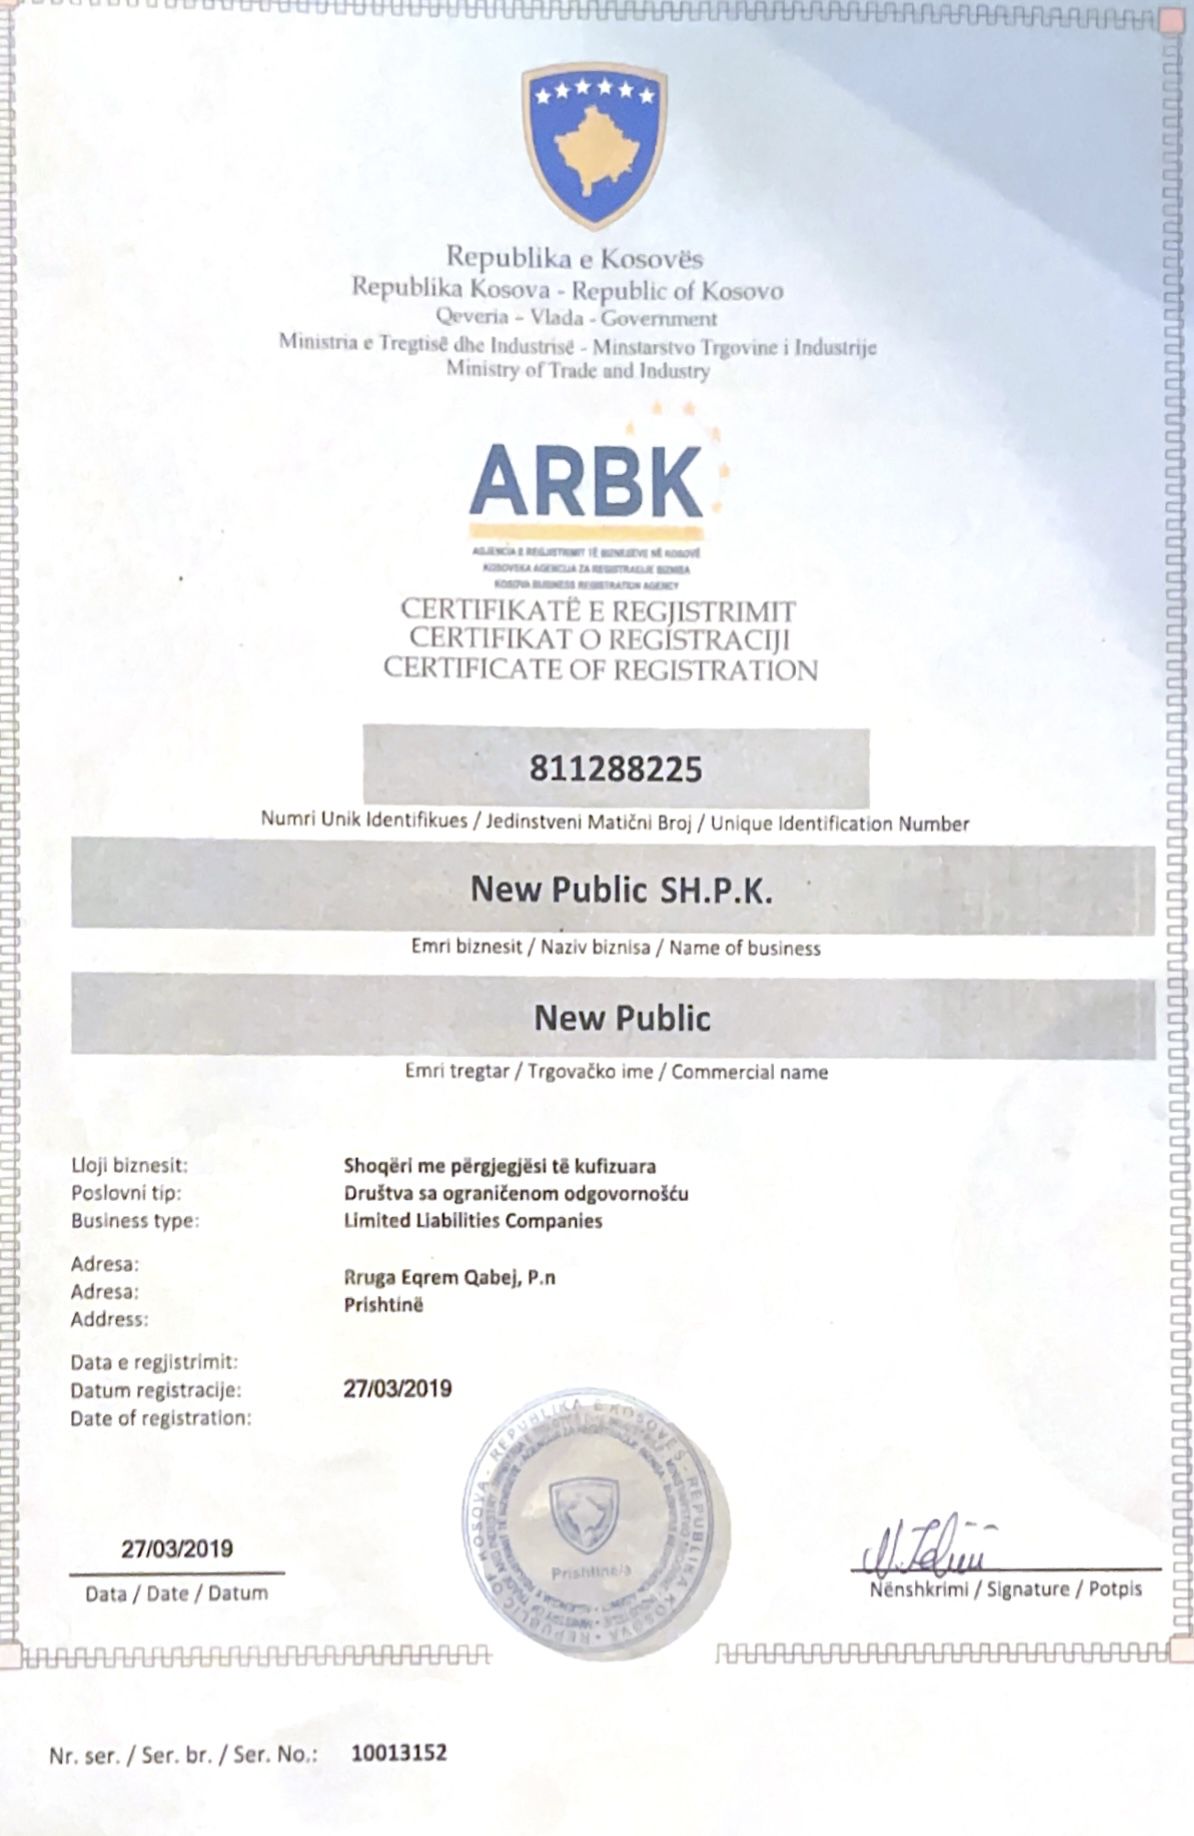 Republika e Kosovës
Republika Kosova - Republic of Kosovo
Qeveria - Vlada - Government
Ministria e Tregtisë dhe Industrisë - Minstarstvo Trgovine i Industrije
Ministry of Trade and Industry
ARBK
AGJENCIA E REGJISTRIMIT TË BIZNESEVE NË KOSOVË
KOSOVSKA AGENCIJA ZA REGISTRACIJE BIZNISA
KOSOVA BUSINESS REGISTRATION AGENCY
CERTIFIKATË E REGJISTRIMIT
CERTIFIKAT O REGISTRACIJI
CERTIFICATE OF REGISTRATION
811288225
Numri Unik Identifikues / Jedinstveni Matični Broj / Unique Identification Number
New Public SH.P.K.
Emri biznesit / Naziv biznisa / Name of business
New Public
Emri tregtar / Trgovačko ime / Commercial name
Lloji biznesit: Shoqëri me përgjegjësi të kufizuara
Poslovni tip: Društva sa ograničenom odgovornošću
Business type: Limited Liabilities Companies
Adresa:
Adresa: Rruga Eqrem Qabej, P.n
Address: Prishtinë
Data e regjistrimit:
Datum registracije: 27/03/2019
Date of registration:
REPUBLIKA E KOSOVËS - REPUBLIKA KOSOVA - REPUBLIC OF KOSOVA
Prishtine/a
27/03/2019
Data / Date / Datum
Nënshkrimi / Signature / Potpis
Nr. ser. / Ser. br. / Ser. No.: 10013152